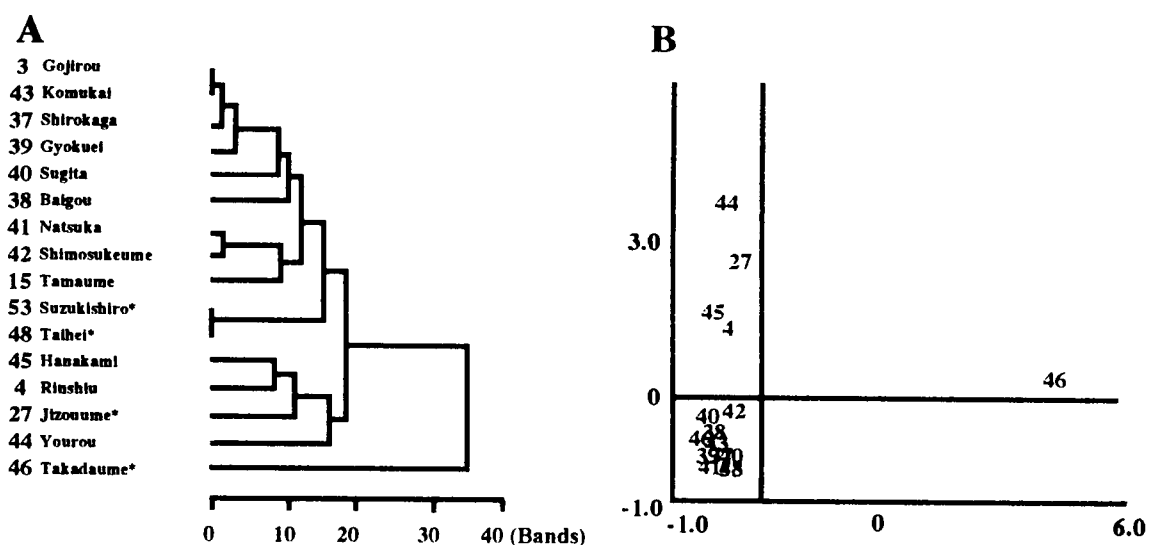 A
3 Gojirou
43 Komukai
37 Shirokaga
39 Gyokuei
40 Sugita
38 Baigou
41 Natsuka
42 Shimosukeume
15 Tamaume
53 Suzukishiro*
48 Taihei*
45 Hanakami
4 Rinshiu
27 Jizouume*
44 Yourou
46 Takadaume*
0 10 20 30 40 (Bands)
B
44
3.0
27
45
4
46
0
42
40
38
-1.0
-1.0 0 6.0